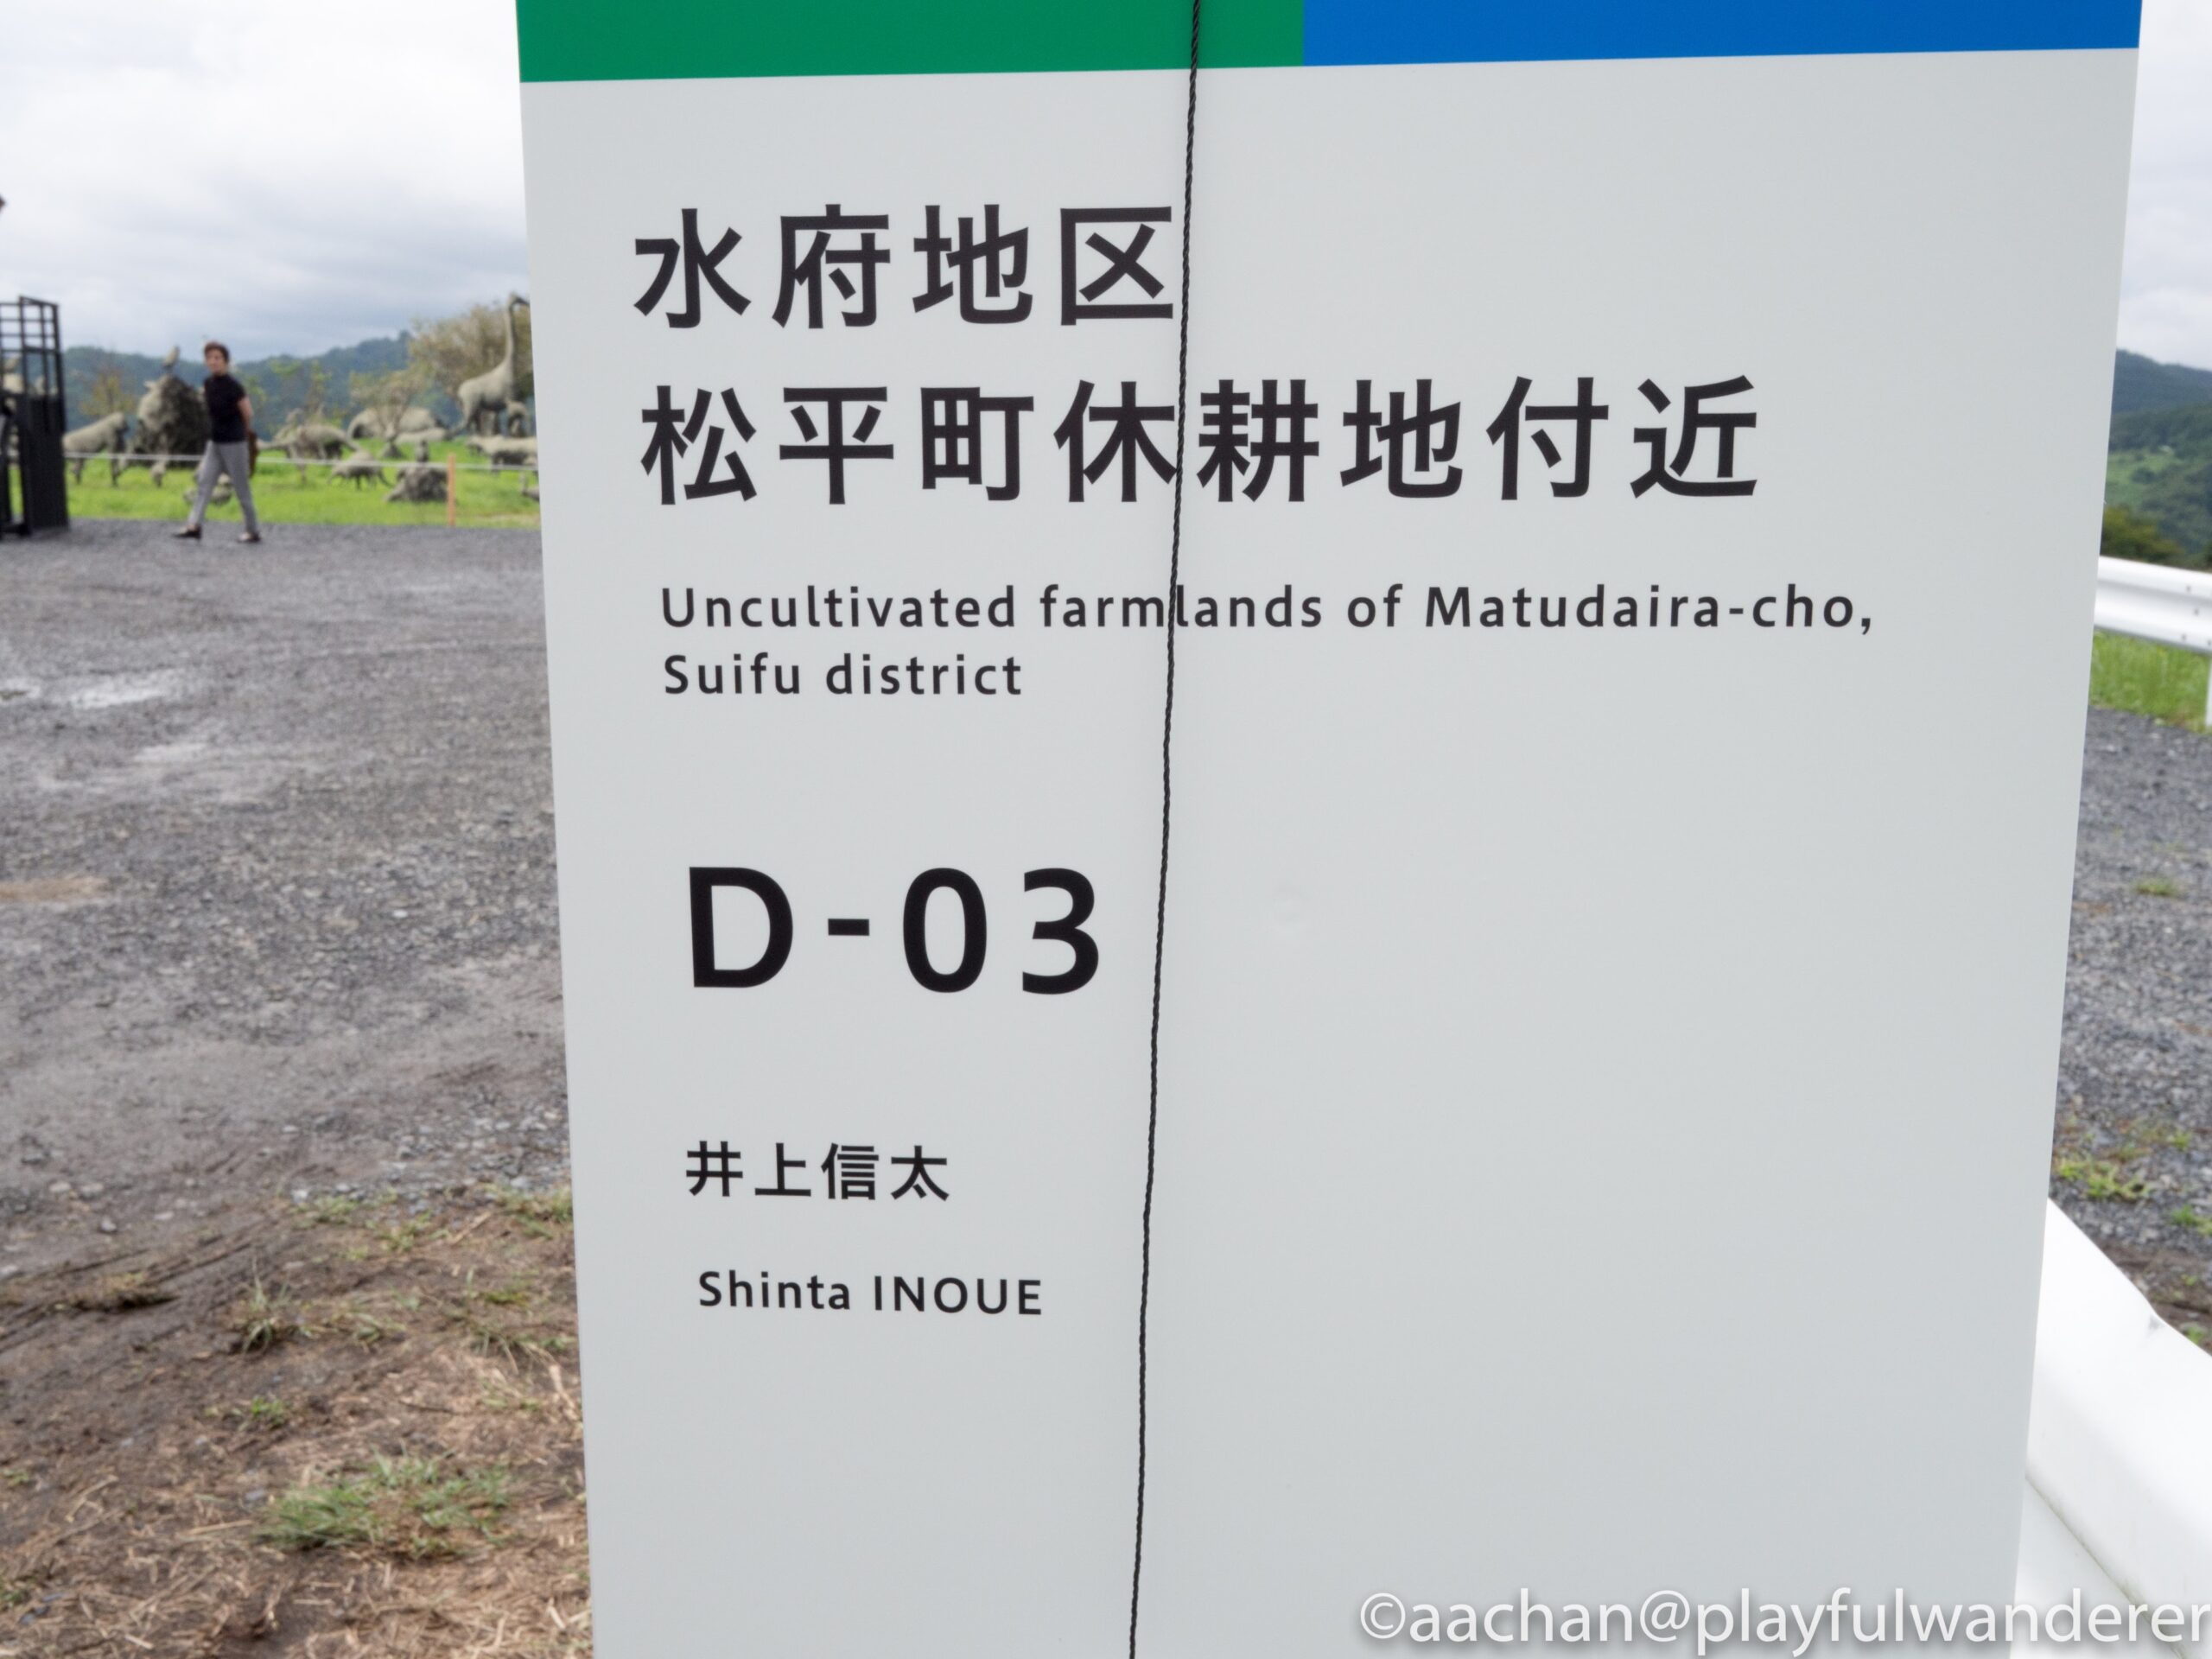 水府地区
松平町休耕地付近
Uncultivated farmlands of Matudaira-cho,
Suifu district
D-03
井上信太
Shinta INOUE
©aachan@playfulwanderer